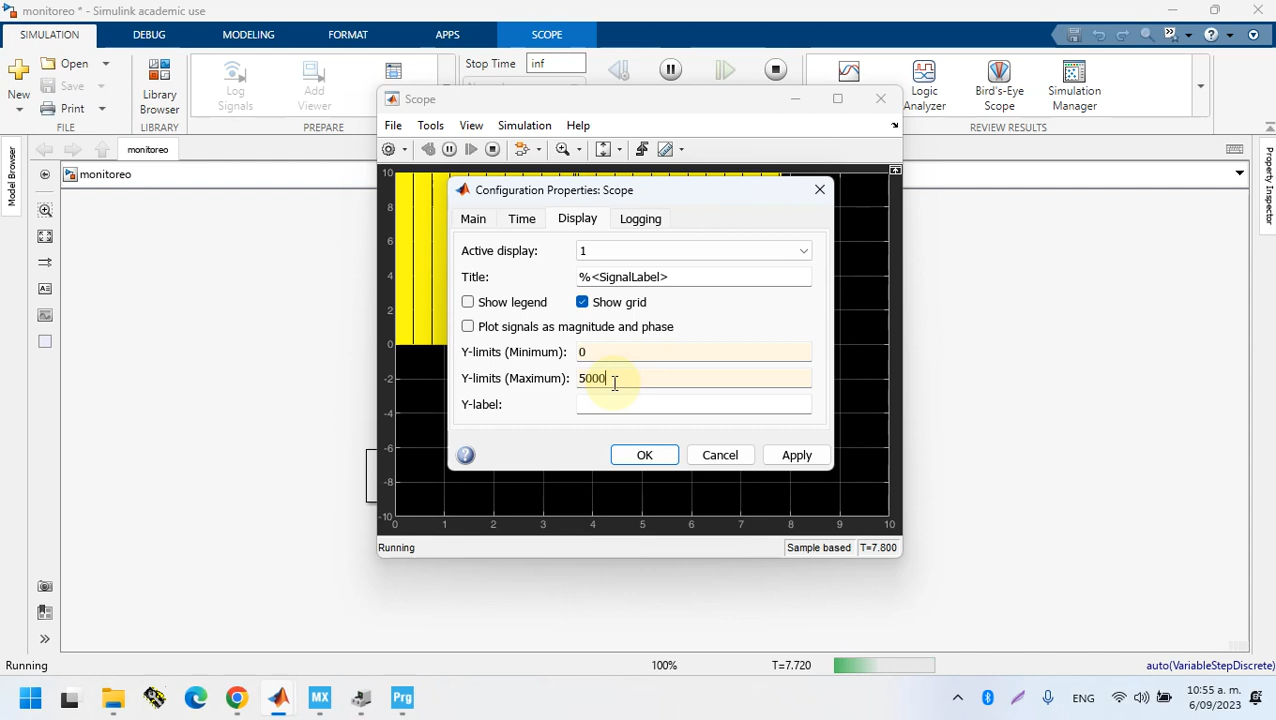 monitoreo * - Simulink academic use
SIMULATION
DEBUG
MODELING
FORMAT
APPS
SCOPE
New
Open
Save
Print
FILE
Library
Browser
LIBRARY
Log
Signals
Add
Viewer
PREPARE
Stop Time
inf
Logic
Analyzer
Bird's-Eye
Scope
Simulation
Manager
REVIEW RESULTS
monitoreo
monitoreo
Model Browser
Property Inspector
Scope
File
Tools
View
Simulation
Help
Configuration Properties: Scope
Main
Time
Display
Logging
Active display:
1
Title:
%<SignalLabel>
Show legend
Show grid
Plot signals as magnitude and phase
Y-limits (Minimum):
0
Y-limits (Maximum):
5000
Y-label:
OK
Cancel
Apply
10
8
6
4
2
0
-2
-4
-6
-8
-10
0
1
2
3
4
5
6
7
8
9
10
Running
Sample based
T=7.800
Running
100%
T=7.720
auto(VariableStepDiscrete)
MX
Prg
ENG
10:55 a. m.
6/09/2023